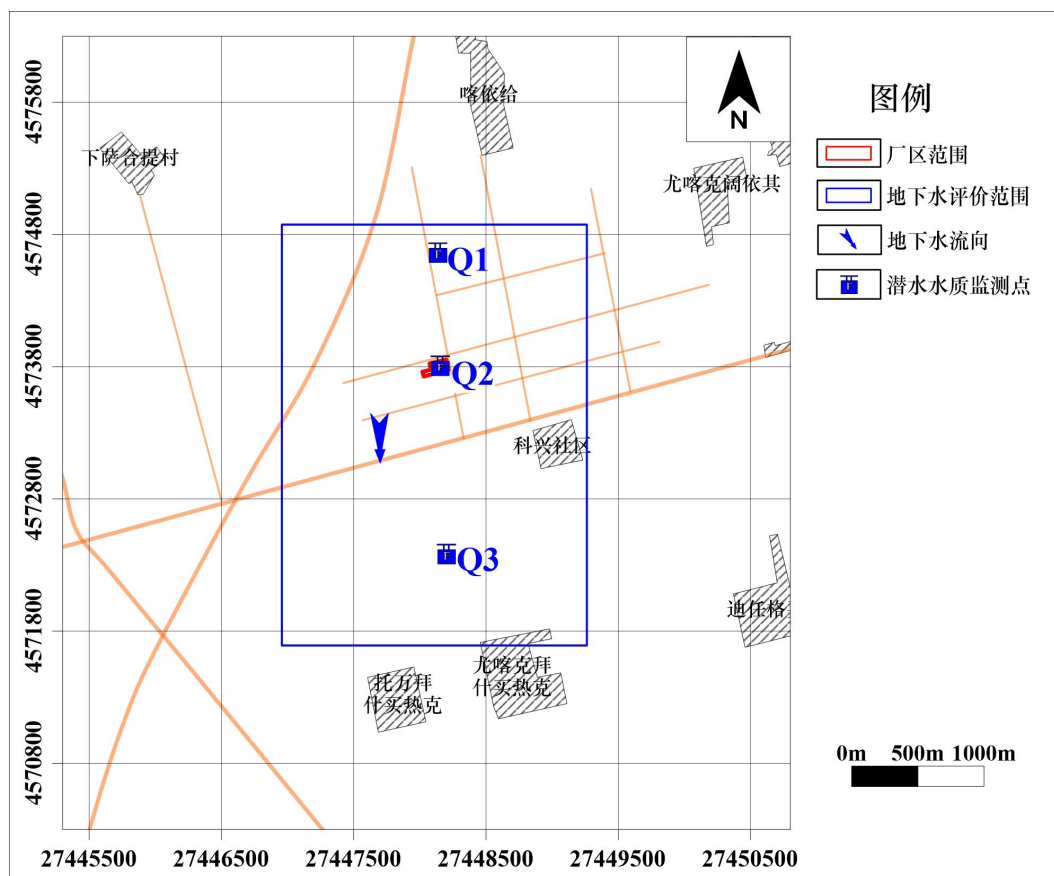 4575800
4574800
4573800
4572800
4571800
4570800
喀依给
下萨合提村
尤喀克阔依其
N
Q1
Q2
科兴社区
Q3
迪任格
尤喀克拜
什买热克
托万拜
什买热克
27445500
27446500
27447500
27448500
27449500
27450500
图例
厂区范围
地下水评价范围
地下水流向
潜水水质监测点
0m 500m 1000m